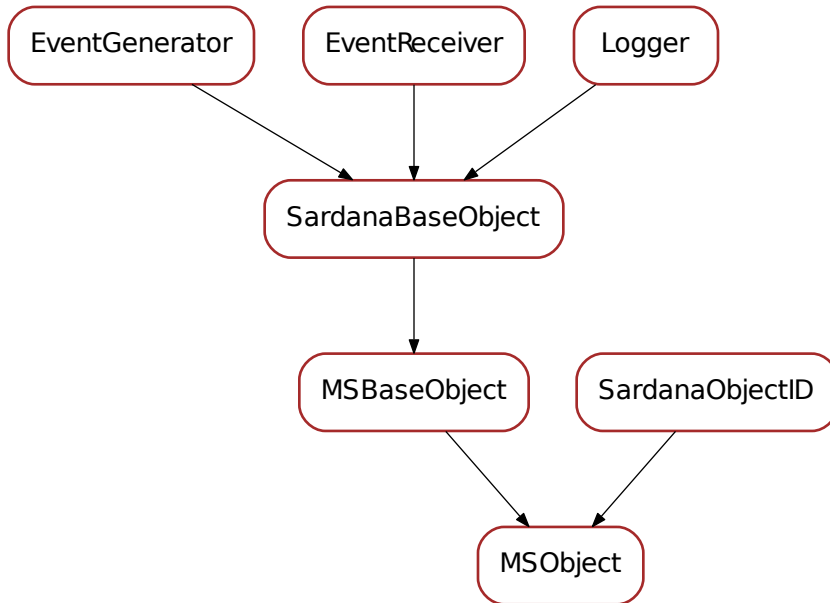 EventGenerator
EventReceiver
Logger
SardanaBaseObject
MSBaseObject
SardanaObjectID
MSObject